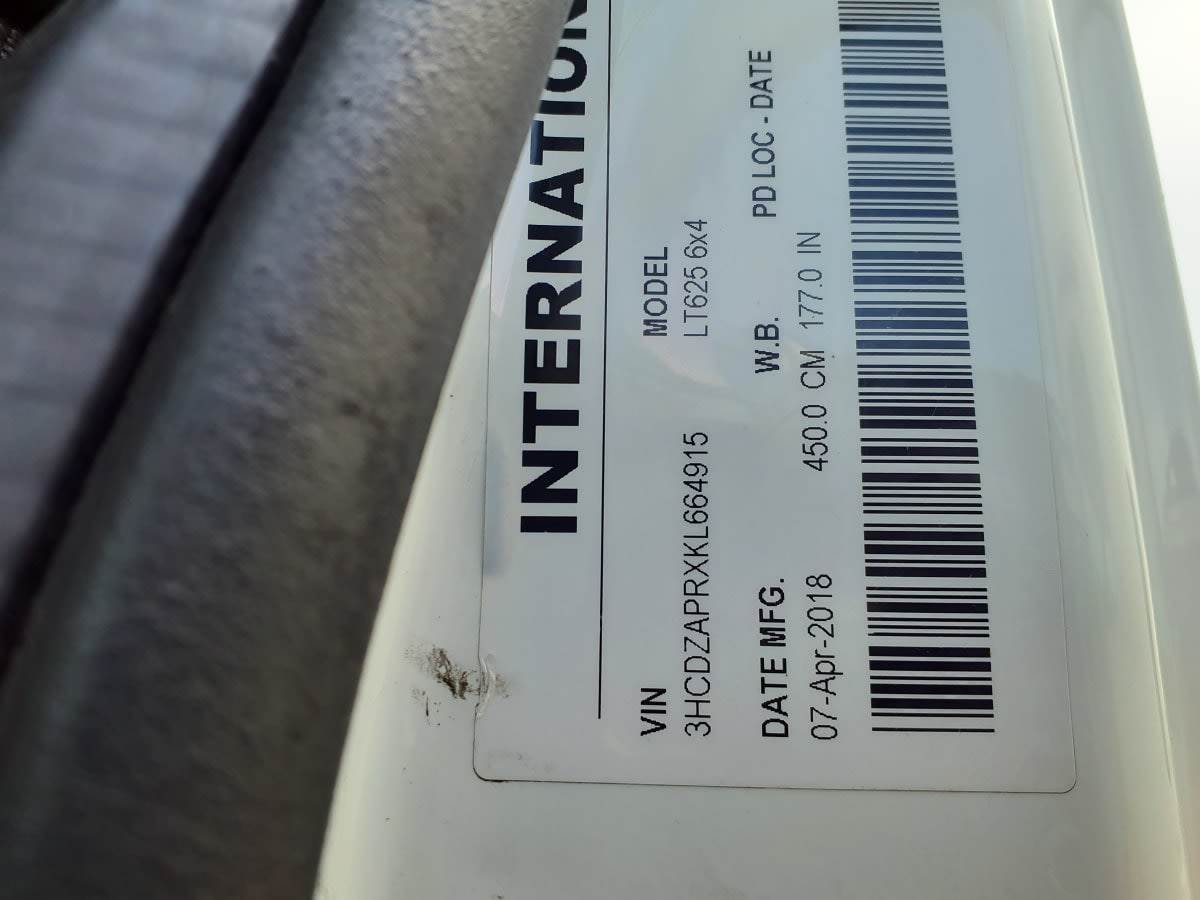 INTERNATION
VIN MODEL
3HCDZAPRXKL664915 LT625 6x4
DATE MFG. W.B. PD LOC - DATE
07-Apr-2018 450.0 CM 177.0 IN